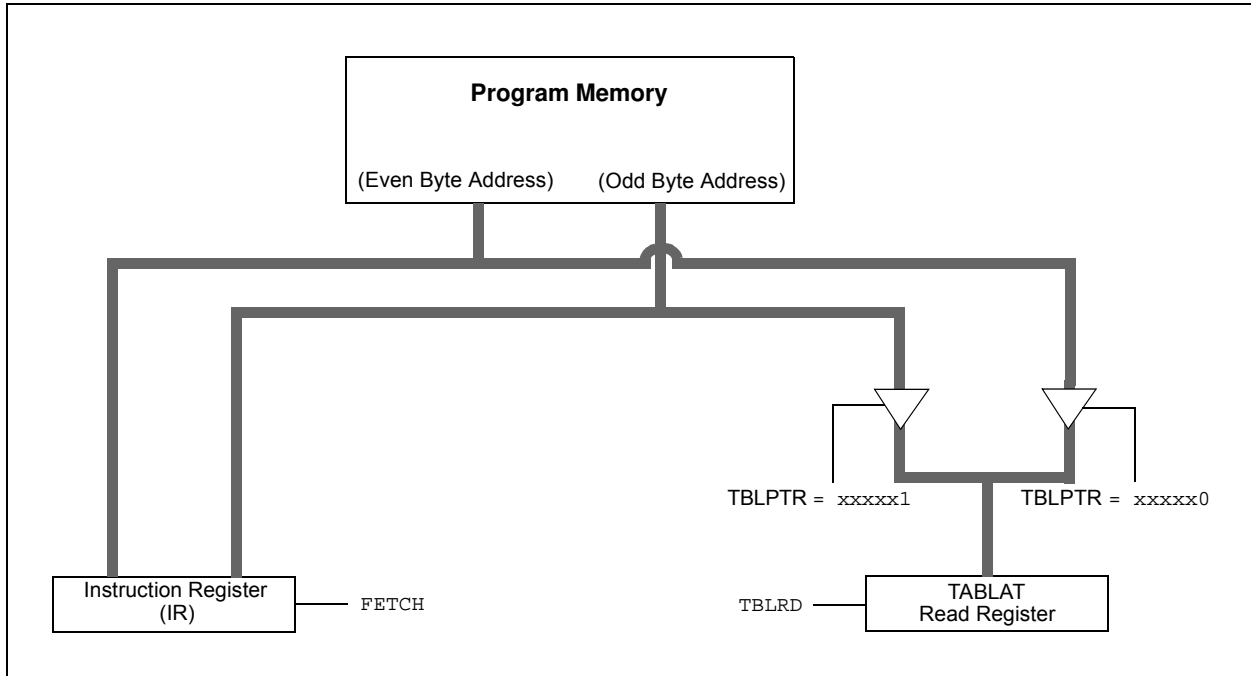 Program Memory
(Even Byte Address)
(Odd Byte Address)
TBLPTR = xxxxx1
TBLPTR = xxxxx0
Instruction Register
(IR)
FETCH
TBLRD
TABLAT
Read Register